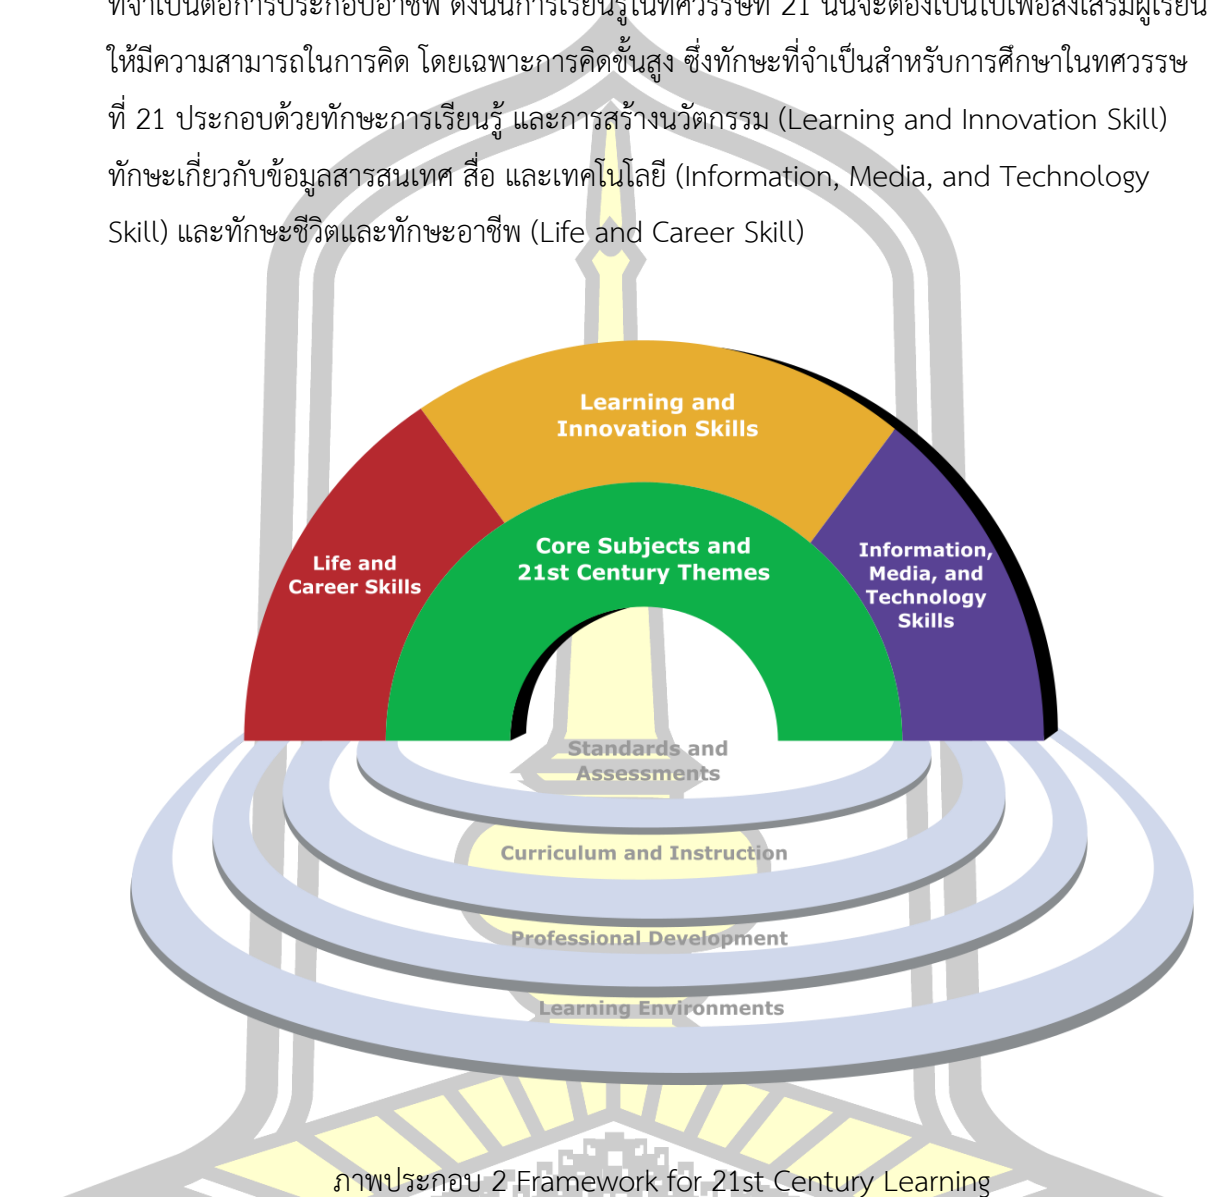 ที่จำเป็นต่อการประกอบอาชีพ ดังนั้นการเรียนรู้ในทศวรรษที่ 21 นั้นจะต้องเป็นไปเพื่อส่งเสริมผู้เรียน
ให้มีความสามารถในการคิด โดยเฉพาะการคิดขั้นสูง ซึ่งทักษะที่จำเป็นสำหรับการศึกษาในทศวรรษ
ที่ 21 ประกอบด้วยทักษะการเรียนรู้ และการสร้างนวัตกรรม (Learning and Innovation Skill)
ทักษะเกี่ยวกับข้อมูลสารสนเทศ สื่อ และเทคโนโลยี (Information, Media, and Technology
Skill) และทักษะชีวิตและทักษะอาชีพ (Life and Career Skill)
Learning and
Innovation Skills
Core Subjects and
21st Century Themes
Life and
Career Skills
Information,
Media, and
Technology
Skills
Standards and
Assessments
Curriculum and Instruction
Professional Development
Learning Environments
ภาพประกอบ 2 Framework for 21st Century Learning